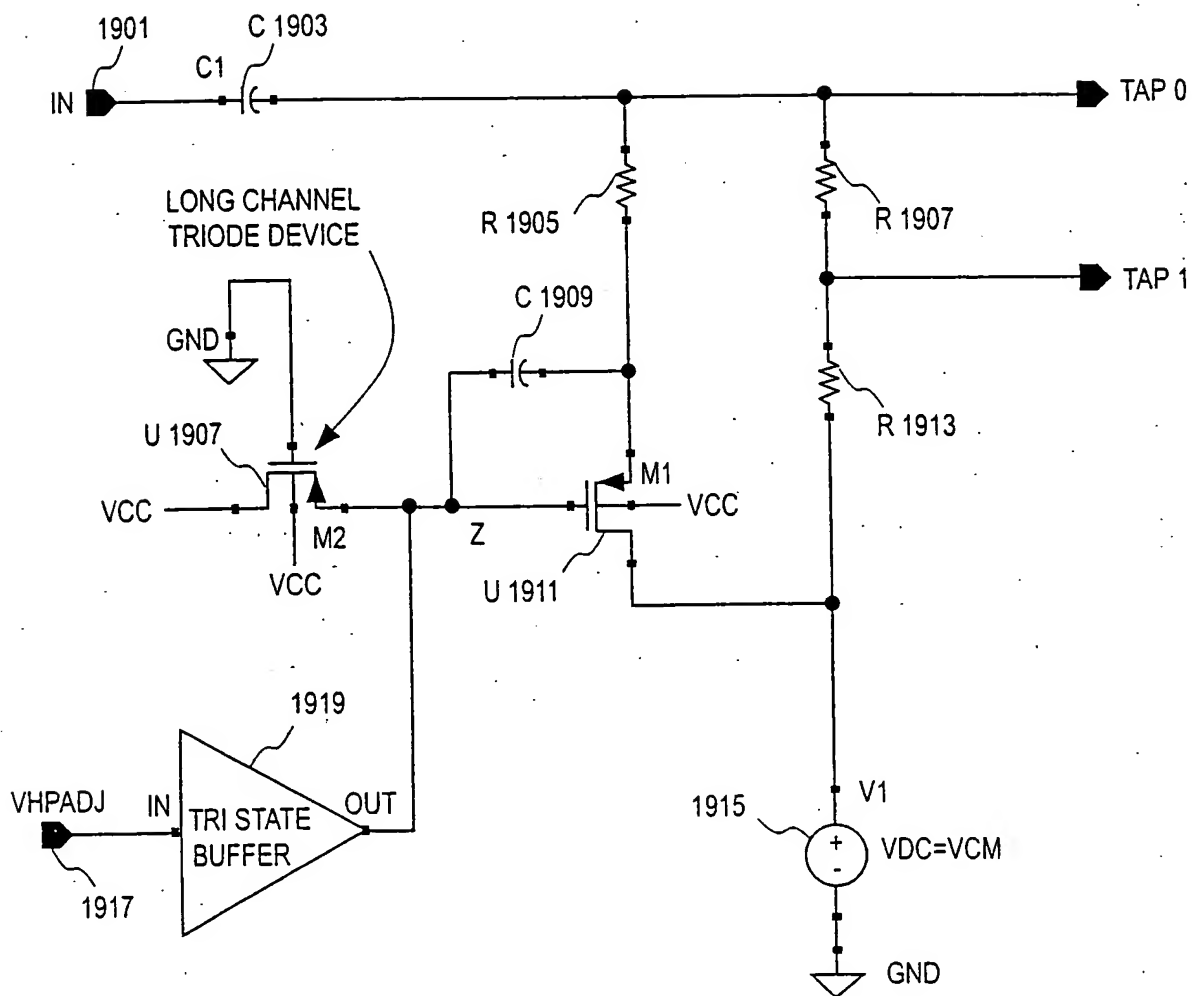 1901
C 1903
C1
IN
TAP 0
LONG CHANNEL
TRIODE DEVICE
R 1905
R 1907
TAP 1
C 1909
GND
R 1913
U 1907
M1
VCC
VCC
M2
Z
VCC
U 1911
1919
VHPADJ
IN
OUT
TRI STATE
BUFFER
1917
V1
1915
+
-
VDC=VCM
GND